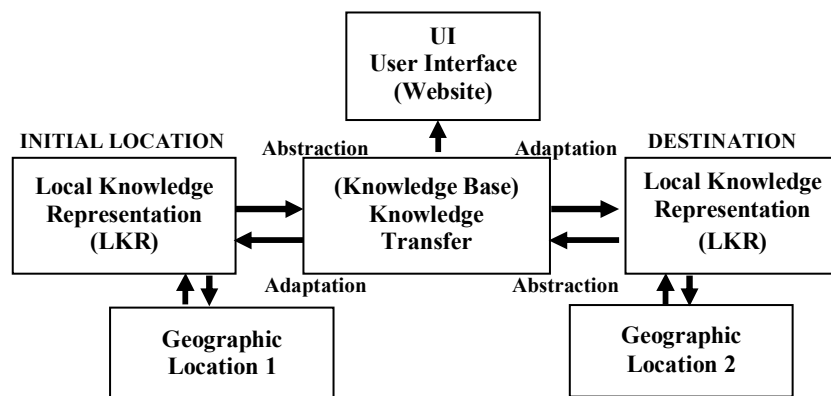 UI
User Interface
(Website)
INITIAL LOCATION
Abstraction
Adaptation
DESTINATION
Local Knowledge
Representation
(LKR)
(Knowledge Base)
Knowledge
Transfer
Local Knowledge
Representation
(LKR)
Adaptation
Abstraction
Geographic
Location 1
Geographic
Location 2